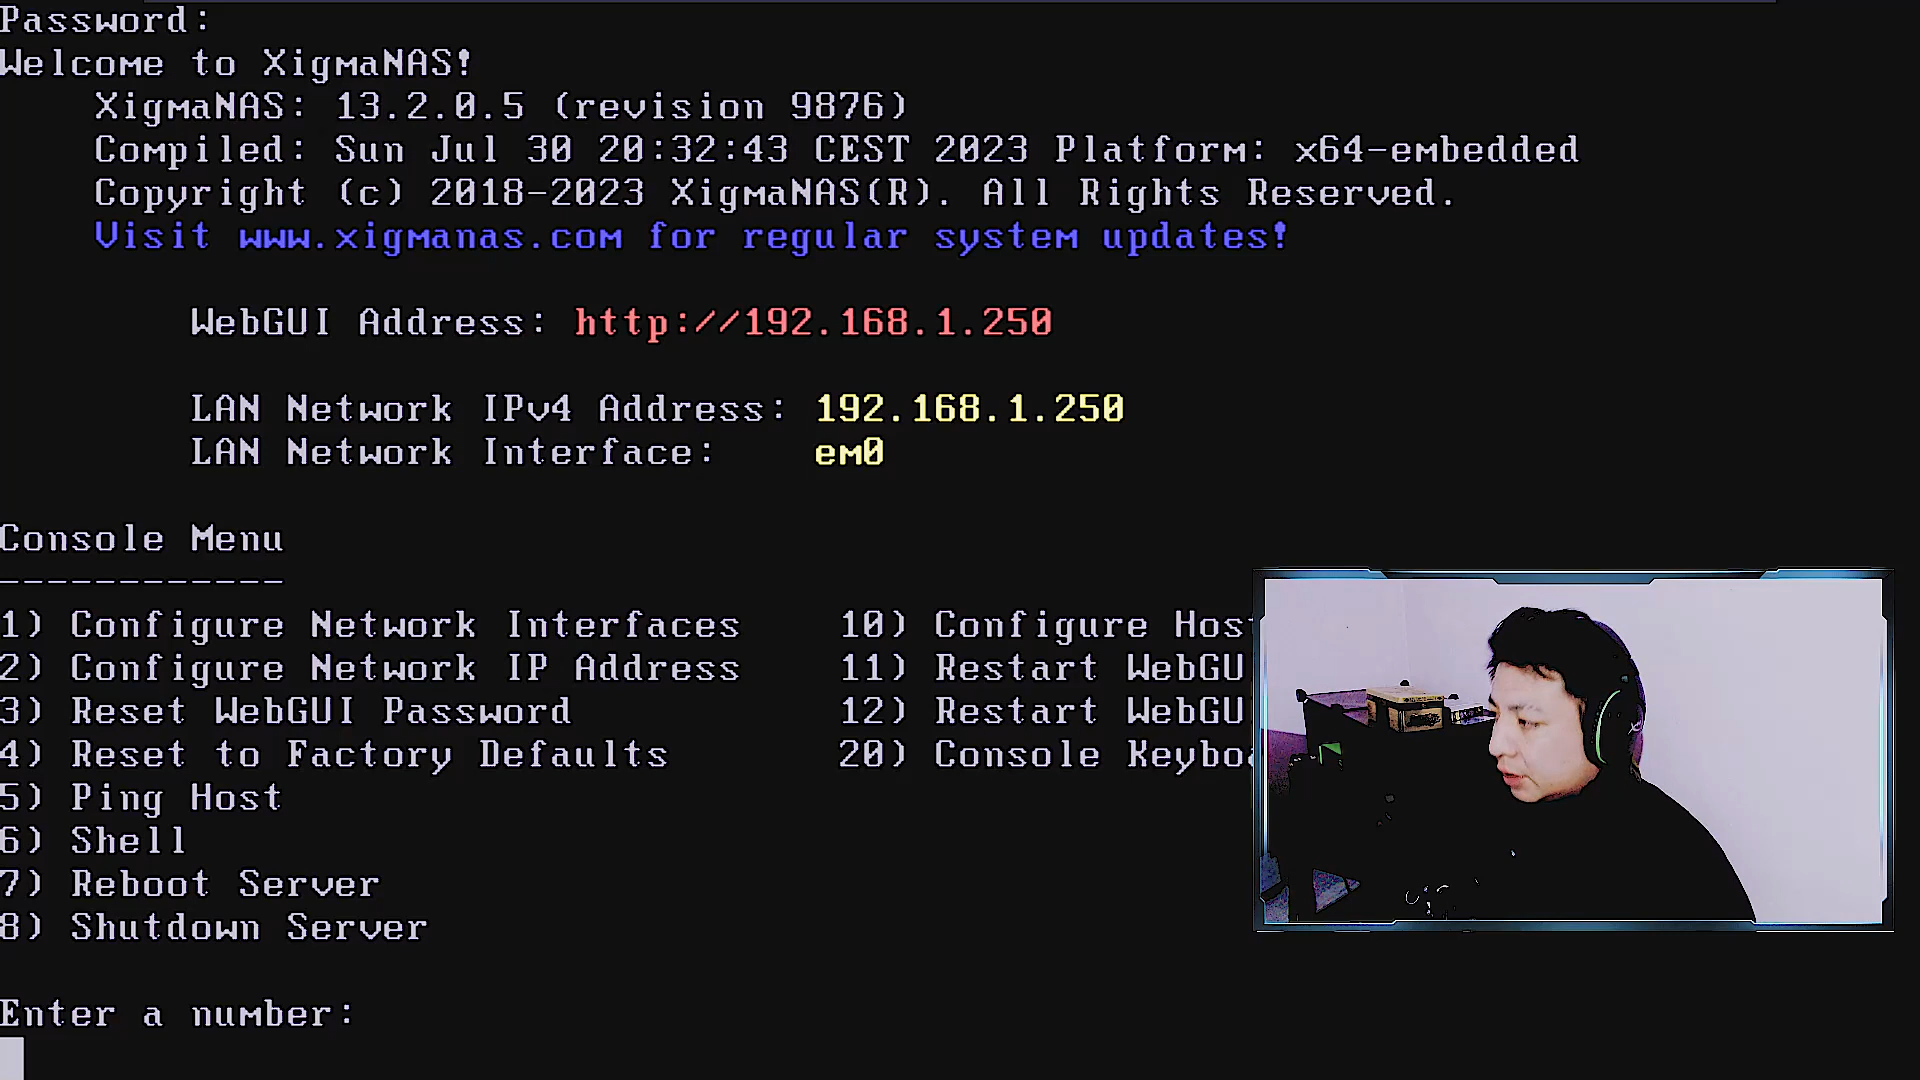 Password:
Welcome to XigmaNAS!
XigmaNAS: 13.2.0.5 (revision 9876)
Compiled: Sun Jul 30 20:32:43 CEST 2023 Platform: x64-embedded
Copyright (c) 2018-2023 XigmaNAS(R). All Rights Reserved.
Visit www.xigmanas.com for regular system updates!
WebGUI Address: http://192.168.1.250
LAN Network IPv4 Address: 192.168.1.250
LAN Network Interface: em0
Console Menu
------------
1) Configure Network Interfaces 10) Configure Host
2) Configure Network IP Address 11) Restart WebGU
3) Reset WebGUI Password 12) Restart WebGU
4) Reset to Factory Defaults 20) Console Keyboa
5) Ping Host
6) Shell
7) Reboot Server
8) Shutdown Server
Enter a number: